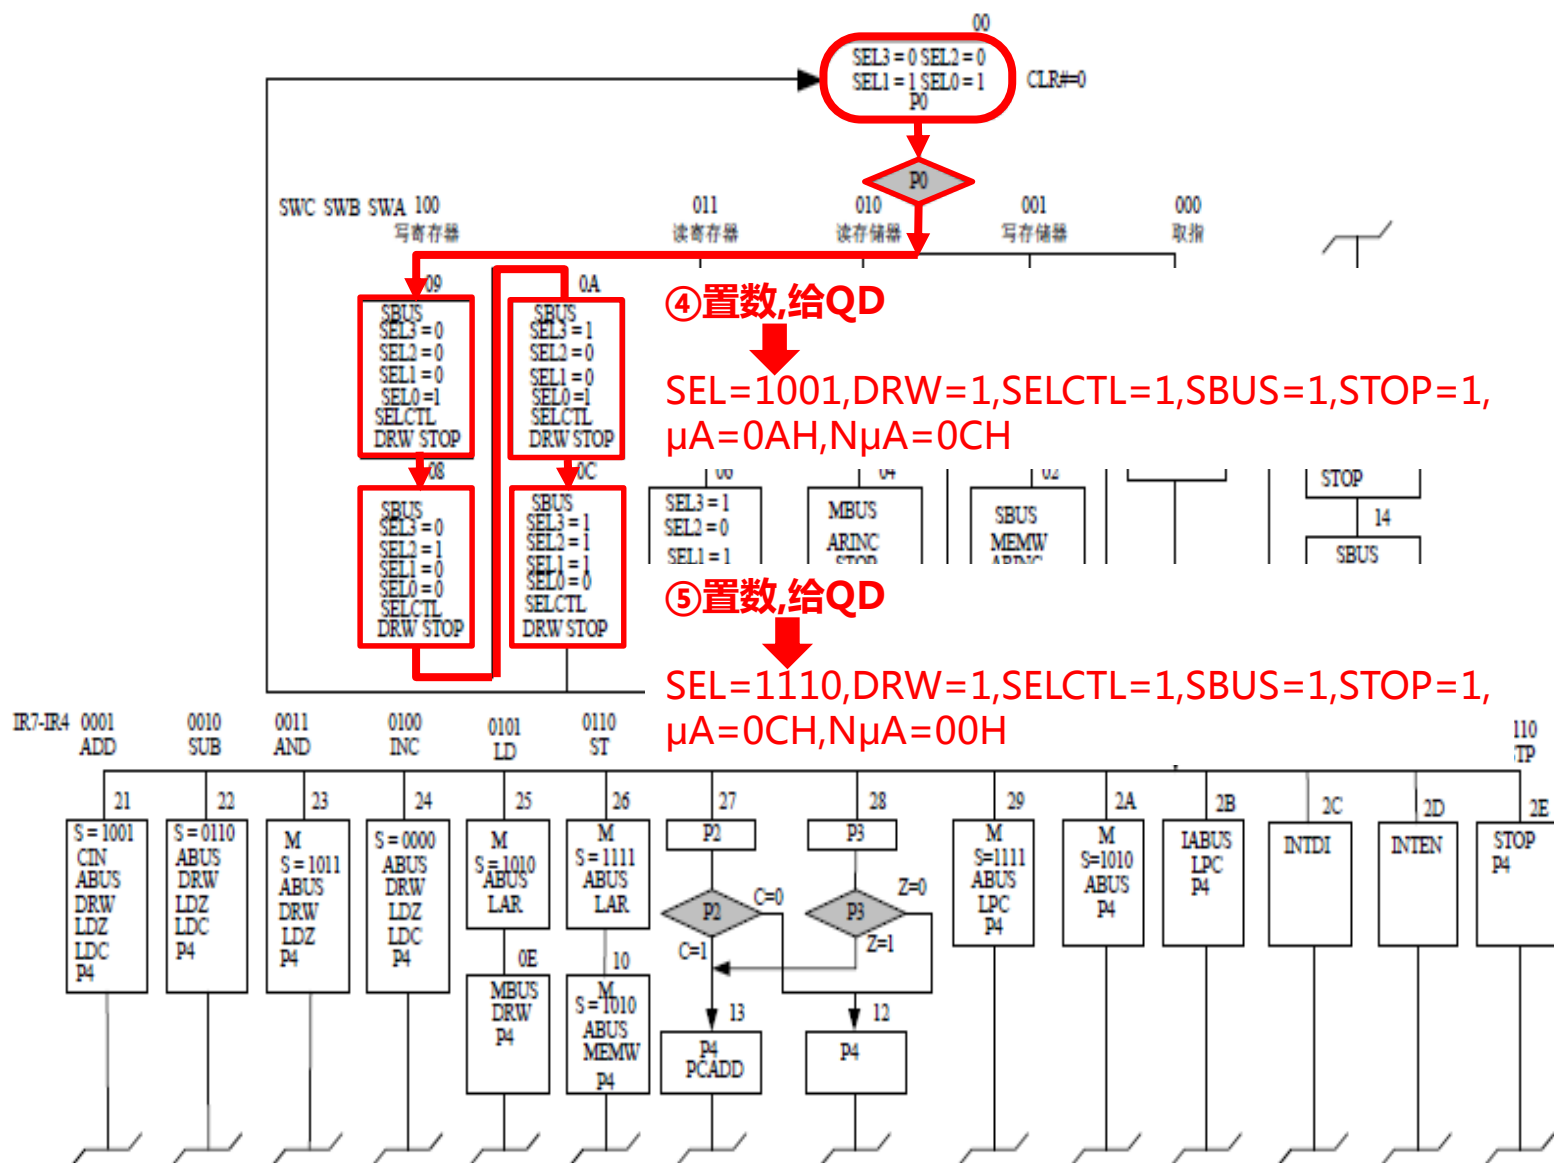 00
SEL3 = 0 SEL2 = 0
SEL1 = 1 SEL0 = 1
P0
CLR#=0
P0
SWC SWB SWA 100
写寄存器
011
读寄存器
010
读存储器
001
写存储器
000
取指
09
SBUS
SEL3 = 0
SEL2 = 0
SEL1 = 0
SEL0 =1
SELCTL
DRW STOP
0A
SBUS
SEL3 = 1
SEL2 = 0
SEL1 = 0
SEL0 = 1
SELCTL
DRW STOP
④置数,给QD
SEL=1001,DRW=1,SELCTL=1,SBUS=1,STOP=1,
μA=0AH,NμA=0CH
08
SBUS
SEL3 = 0
SEL2 = 1
SEL1 = 0
SEL0 = 0
SELCTL
DRW STOP
0C
SBUS
SEL3 = 1
SEL2 = 1
SEL1 = 1
SEL0 = 0
SELCTL
DRW STOP
06
SEL3 = 1
SEL2 = 0
SEL1 = 1
04
MBUS
ARINC
STOP
02
SBUS
MEMW
ARINC
STOP
14
SBUS
⑤置数,给QD
SEL=1110,DRW=1,SELCTL=1,SBUS=1,STOP=1,
μA=0CH,NμA=00H
IR7-IR4 0001
ADD
0010
SUB
0011
AND
0100
INC
0101
LD
0110
ST
110
TP
21
S = 1001
CIN
ABUS
DRW
LDZ
LDC
P4
22
S = 0110
ABUS
DRW
LDZ
LDC
P4
23
M
S = 1011
ABUS
DRW
LDZ
P4
24
S = 0000
ABUS
DRW
LDZ
LDC
P4
25
M
S = 1010
ABUS
LAR
0E
MBUS
DRW
P4
26
M
S = 1111
ABUS
LAR
10
M
S = 1010
ABUS
MEMW
P4
27
P2
P2
C=0
C=1
13
P4
PCADD
28
P3
P3
Z=0
Z=1
12
P4
29
M
S=1111
ABUS
LPC
P4
2A
M
S=1010
ABUS
P4
2B
IABUS
LPC
P4
2C
INTDI
2D
INTEN
2E
STOP
P4